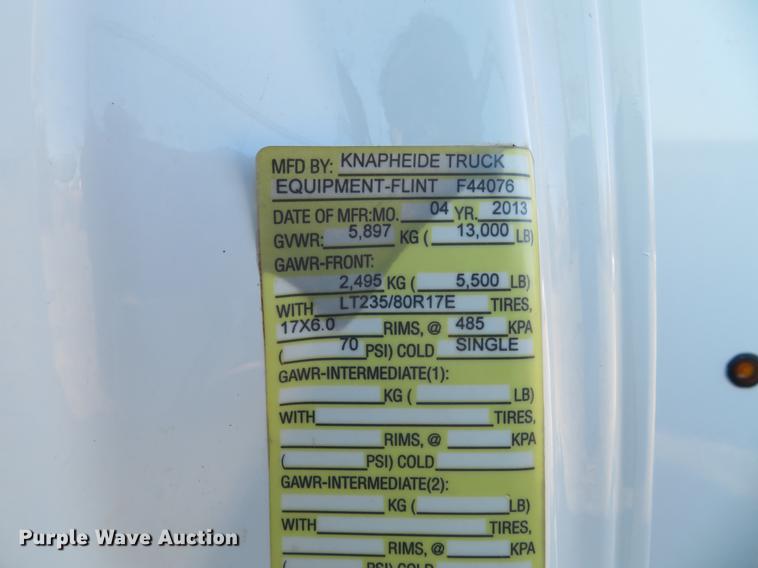 MFD BY: KNAPHEIDE TRUCK
EQUIPMENT-FLINT F44076
DATE OF MFR:MO. 04 YR. 2013
GVWR: 5,897 KG ( 13,000 LB)
GAWR-FRONT:
2,495 KG ( 5,500 LB)
WITH LT235/80R17E TIRES,
17X6.0 RIMS, @ 485 KPA
( 70 PSI) COLD SINGLE
GAWR-INTERMEDIATE(1):
KG ( LB)
WITH TIRES,
RIMS, @ KPA
( PSI) COLD
GAWR-INTERMEDIATE(2):
KG ( LB)
WITH TIRES,
RIMS, @ KPA
( PSI) COLD
Purple Wave Auction